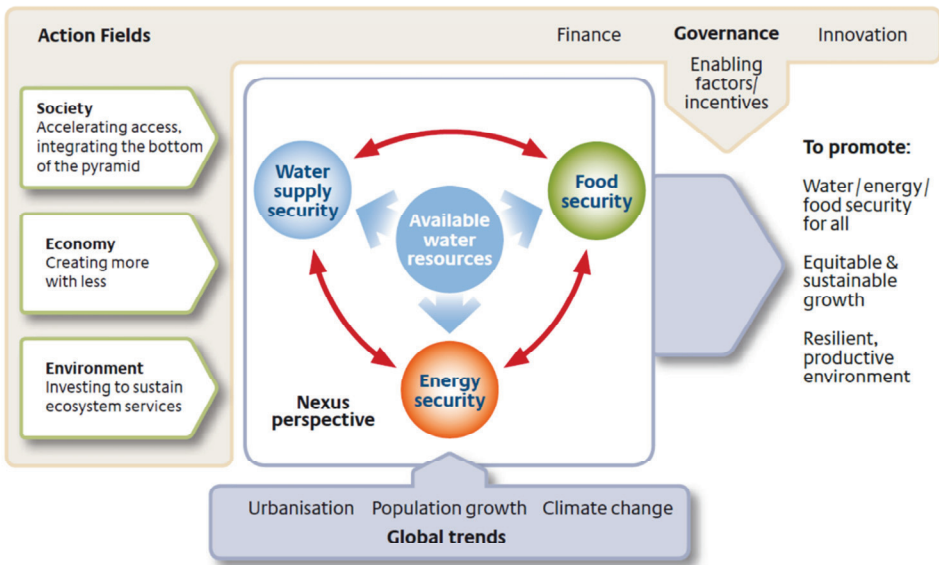 Action Fields
Finance
Governance
Innovation
Enabling
factors/
incentives
Society
Accelerating access,
integrating the bottom
of the pyramid
Economy
Creating more
with less
Environment
Investing to sustain
ecosystem services
Water
supply
security
Food
security
Available
water
resources
Energy
security
Nexus
perspective
To promote:
Water/energy/
food security
for all
Equitable &
sustainable
growth
Resilient,
productive
environment
Urbanisation
Population growth
Climate change
Global trends